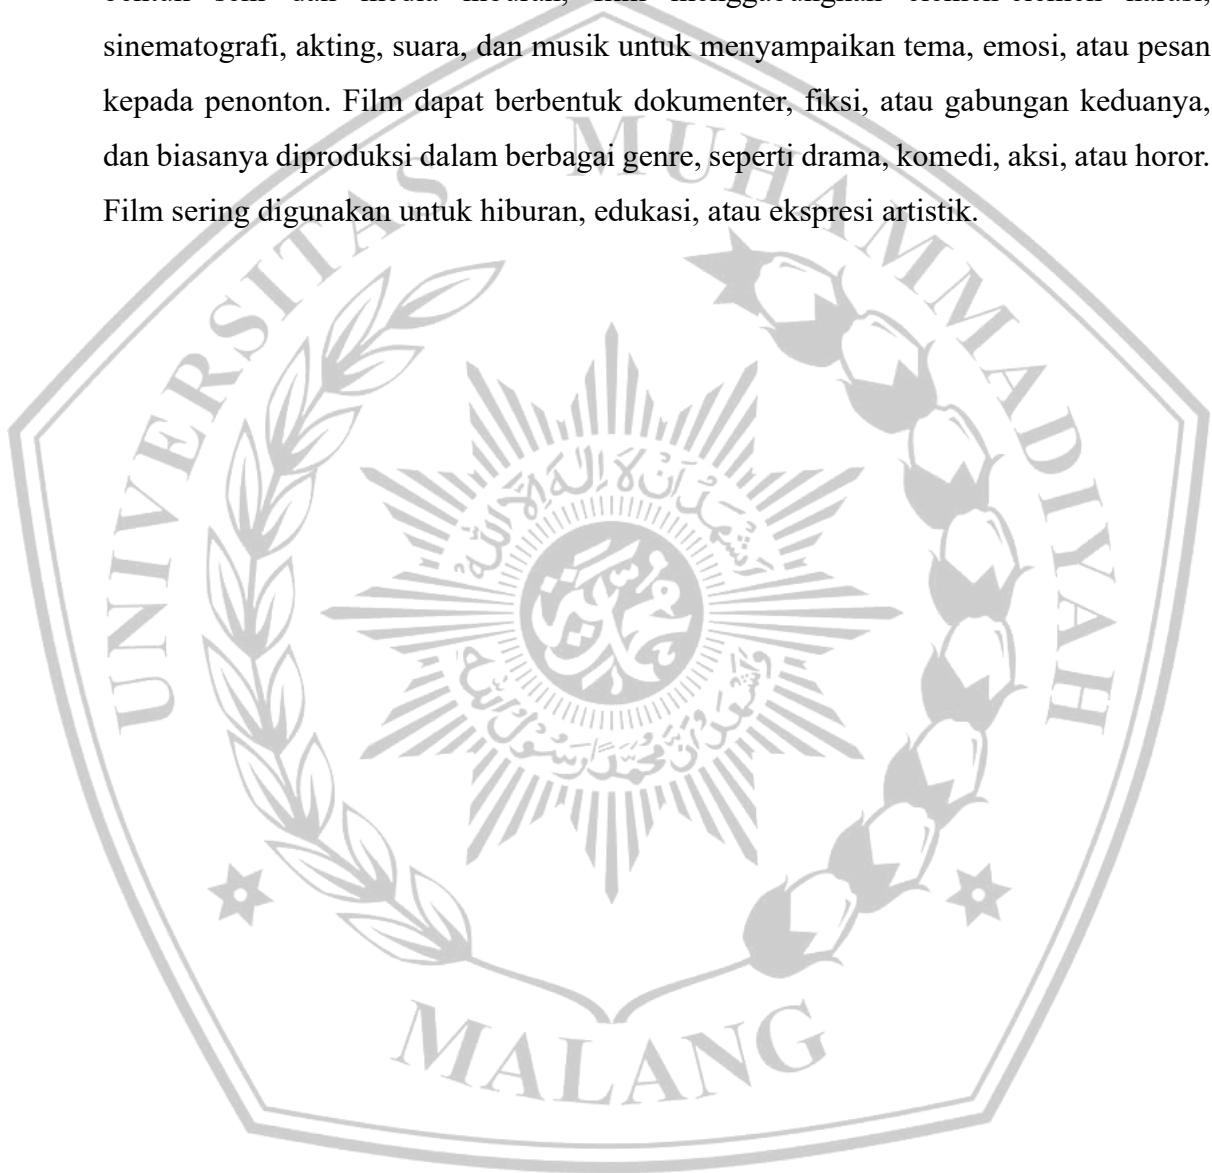 sinematografi, akting, suara, dan musik untuk menyampaikan tema, emosi, atau pesan
kepada penonton. Film dapat berbentuk dokumenter, fiksi, atau gabungan keduanya,
dan biasanya diproduksi dalam berbagai genre, seperti drama, komedi, aksi, atau horor.
Film sering digunakan untuk hiburan, edukasi, atau ekspresi artistik.
UNIVERSITAS MUHAMMADIYAH
MALANG